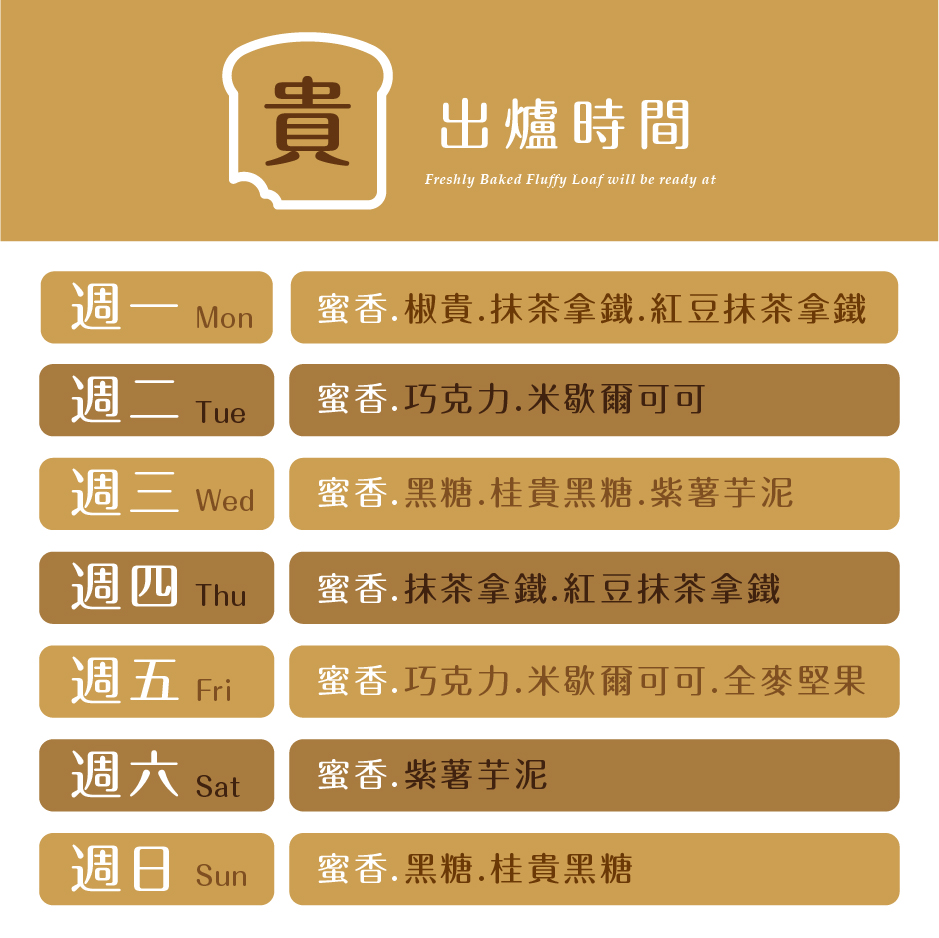 貴
出爐時間
Freshly Baked Fluffy Loaf will be ready at
週一 Mon 蜜香.椒貴.抹茶拿鐵.紅豆抹茶拿鐵
週二 Tue 蜜香.巧克力.米歇爾可可
週三 Wed 蜜香.黑糖.桂貴黑糖.紫薯芋泥
週四 Thu 蜜香.抹茶拿鐵.紅豆抹茶拿鐵
週五 Fri 蜜香.巧克力.米歇爾可可.全麥堅果
週六 Sat 蜜香.紫薯芋泥
週日 Sun 蜜香.黑糖.桂貴黑糖